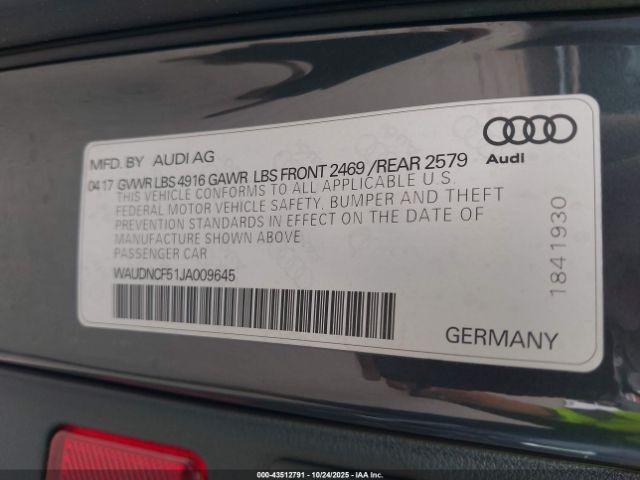 MFD. BY AUDI AG
04 17 GVWR LBS 4916 GAWR LBS FRONT 2469 /REAR 2579
THIS VEHICLE CONFORMS TO ALL APPLICABLE U.S.
FEDERAL MOTOR VEHICLE SAFETY, BUMPER AND THEFT
PREVENTION STANDARDS IN EFFECT ON THE DATE OF
MANUFACTURE SHOWN ABOVE
PASSENGER CAR
WAUDNCF51JA009645
Audi
1841930
GERMANY
000-43512791 - 10/24/2025 - IAA Inc.